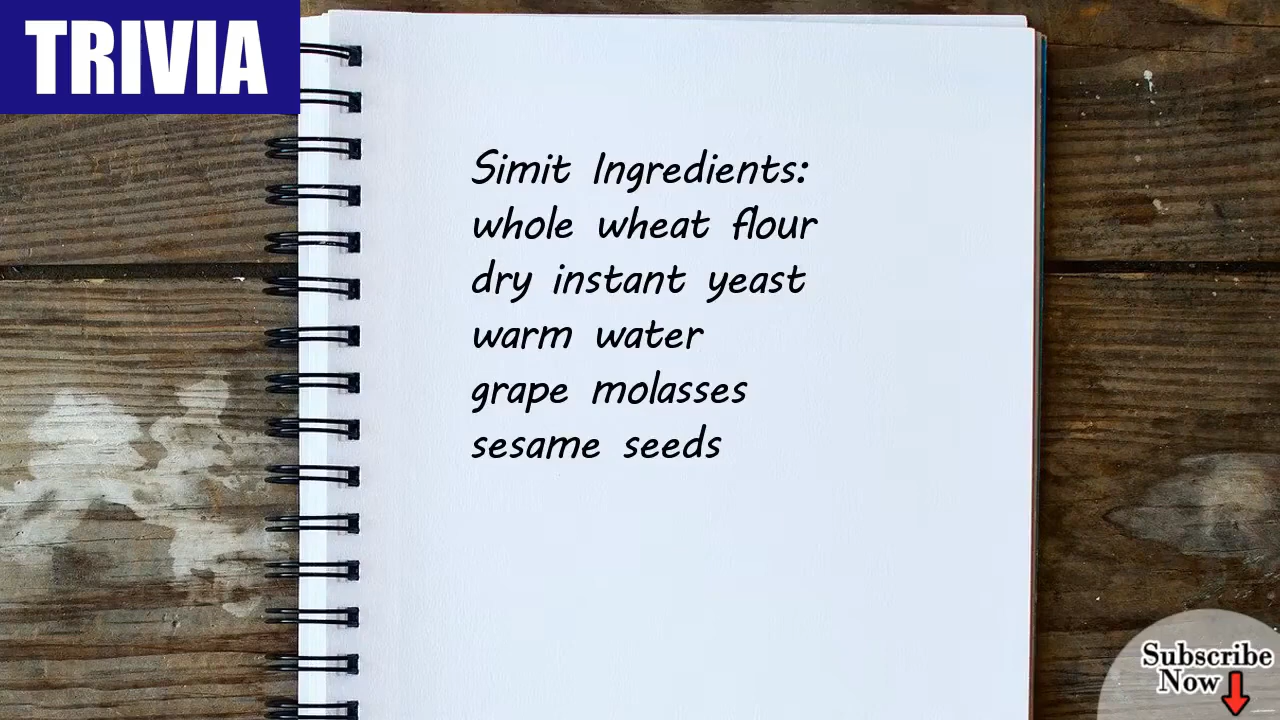 TRIVIA
Simit Ingredients:
whole wheat flour
dry instant yeast
warm water
grape molasses
sesame seeds
Subscribe
Now